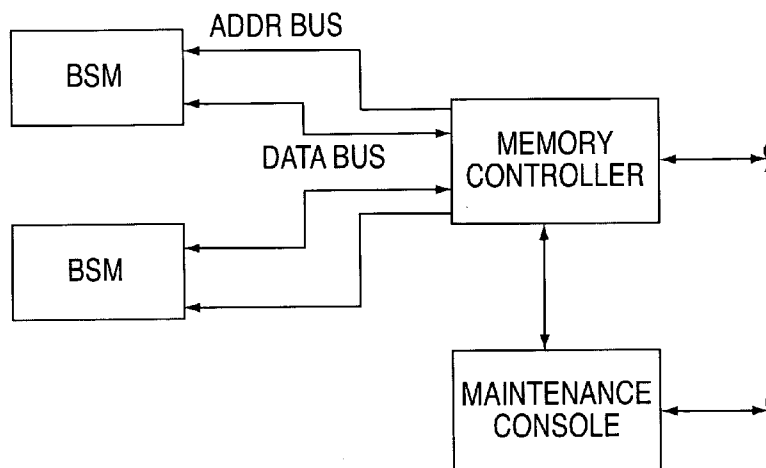 ADDR BUS
BSM
DATA BUS
MEMORY
CONTROLLER
BSM
MAINTENANCE
CONSOLE